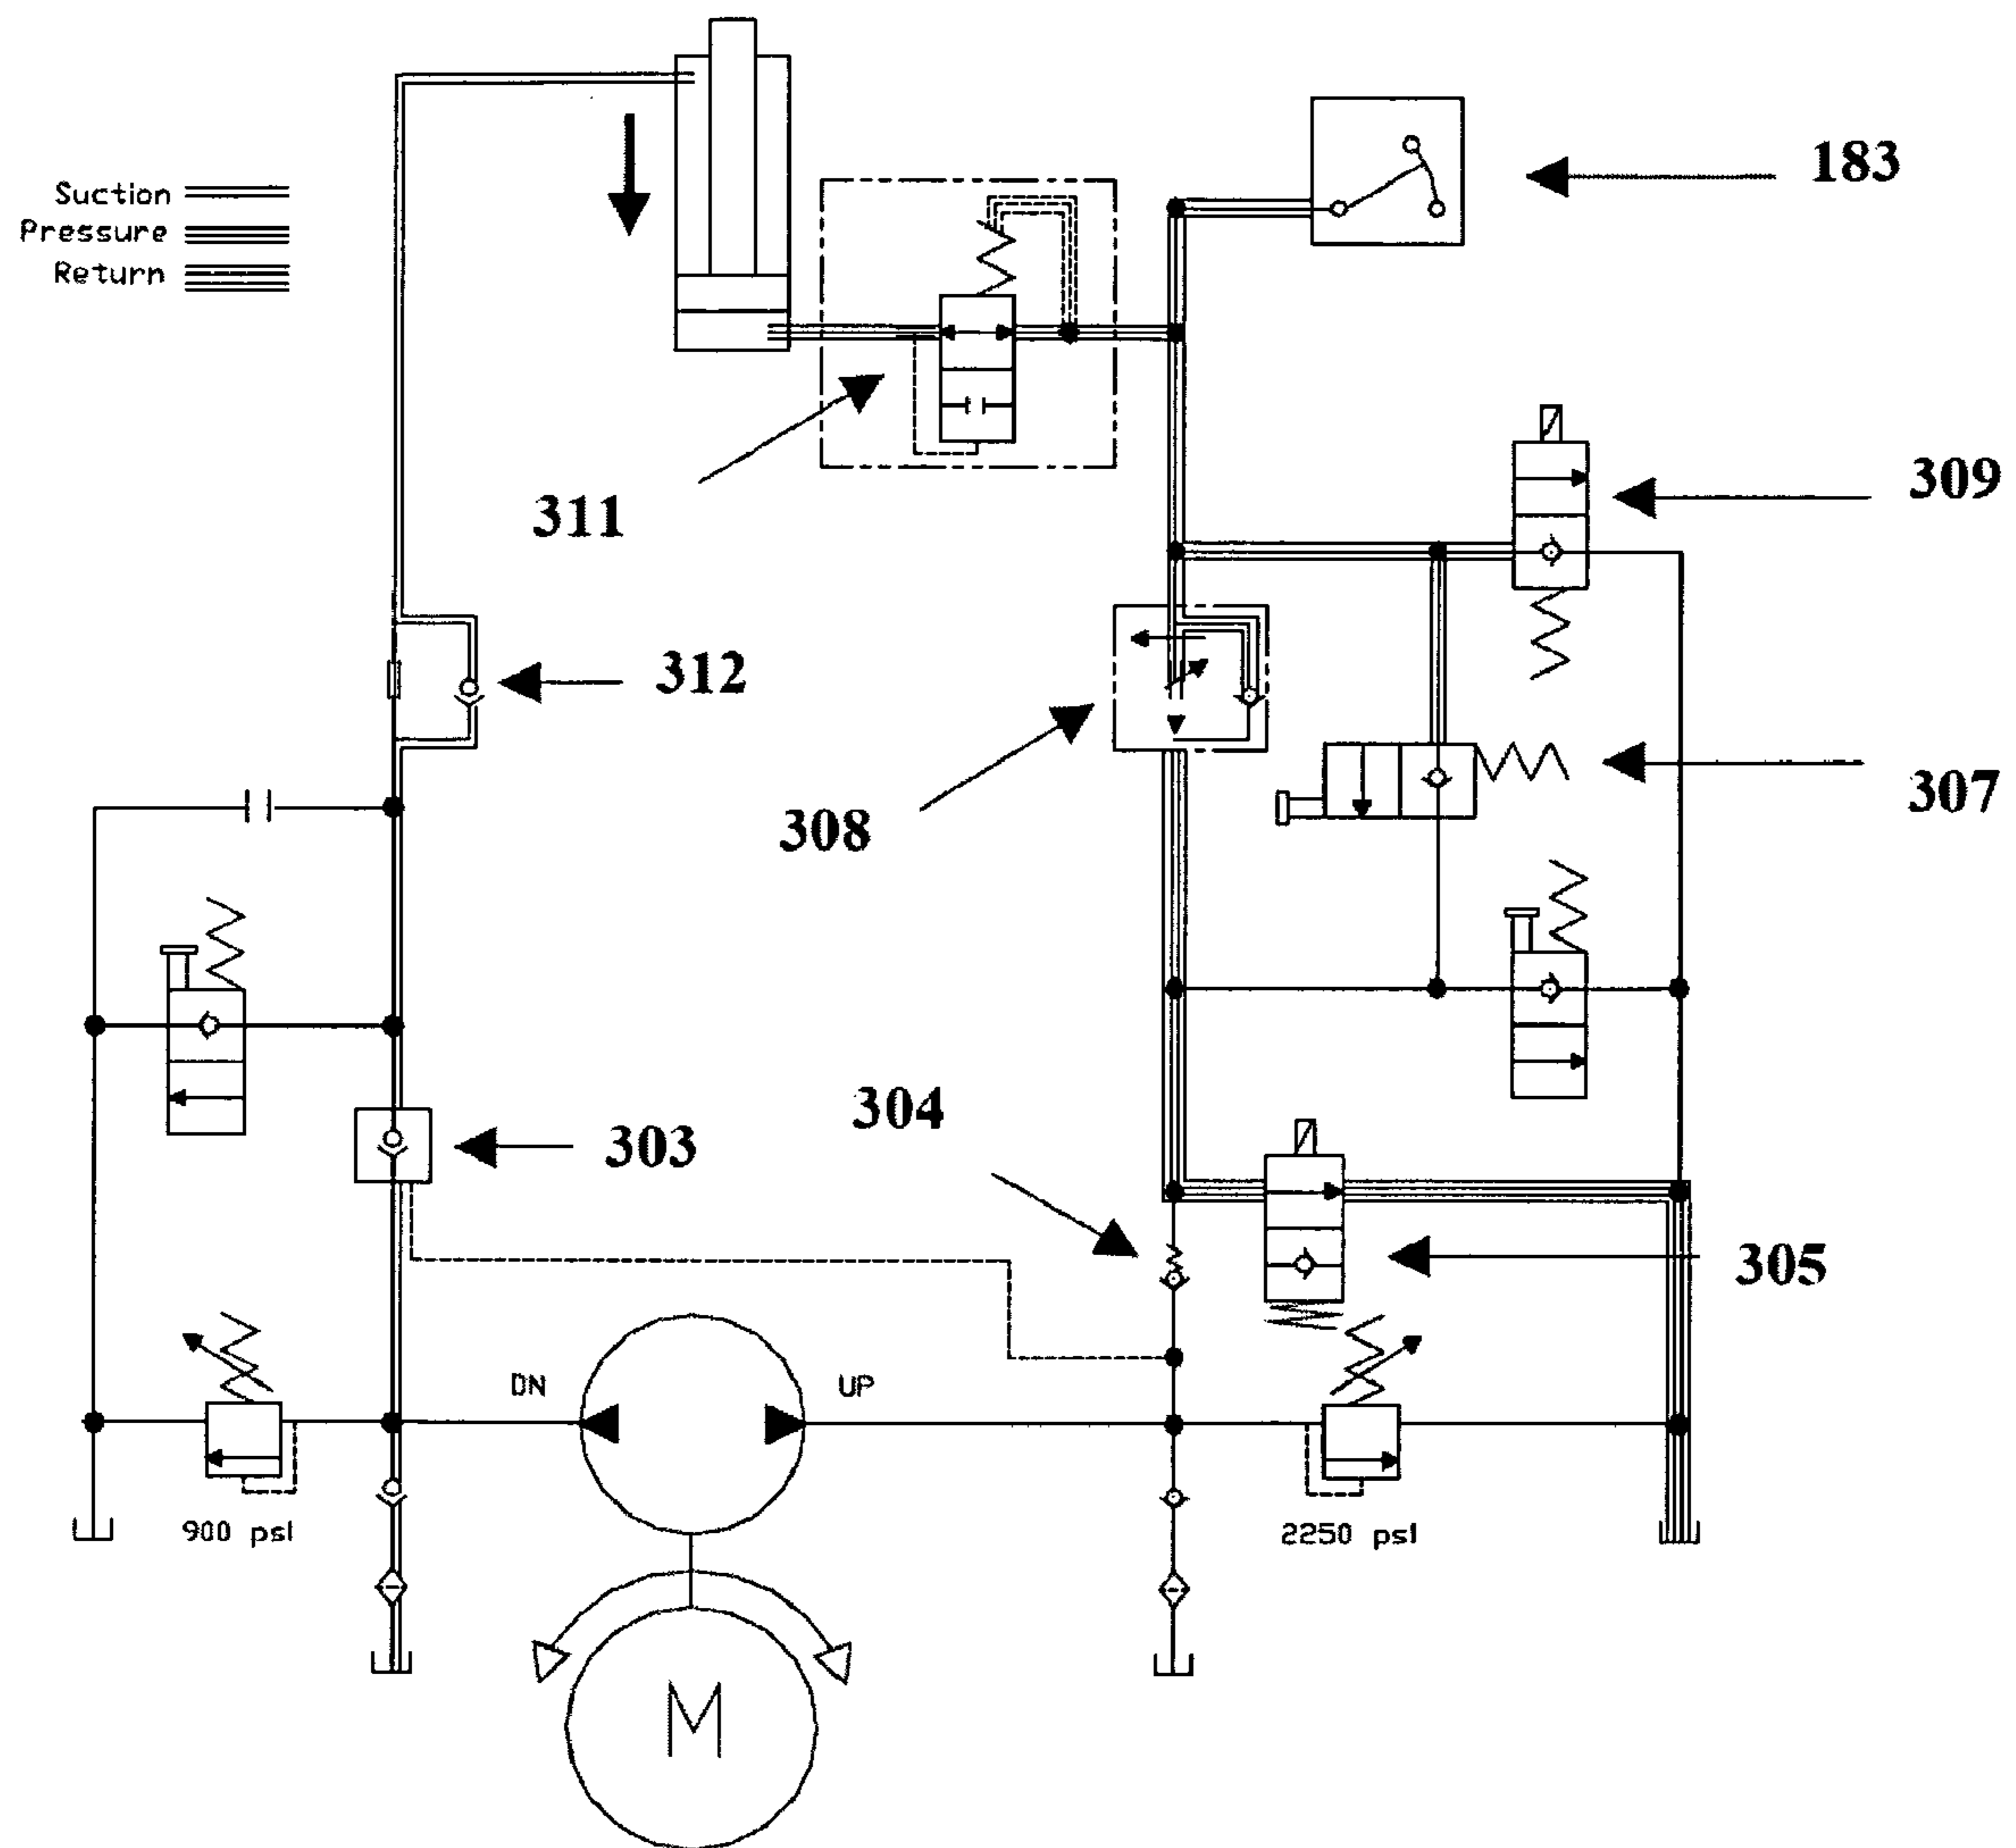 183
Suction
Pressure
Return
309
311
312
307
308
304
303
305
DN
UP
900 psi
2250 psi
M